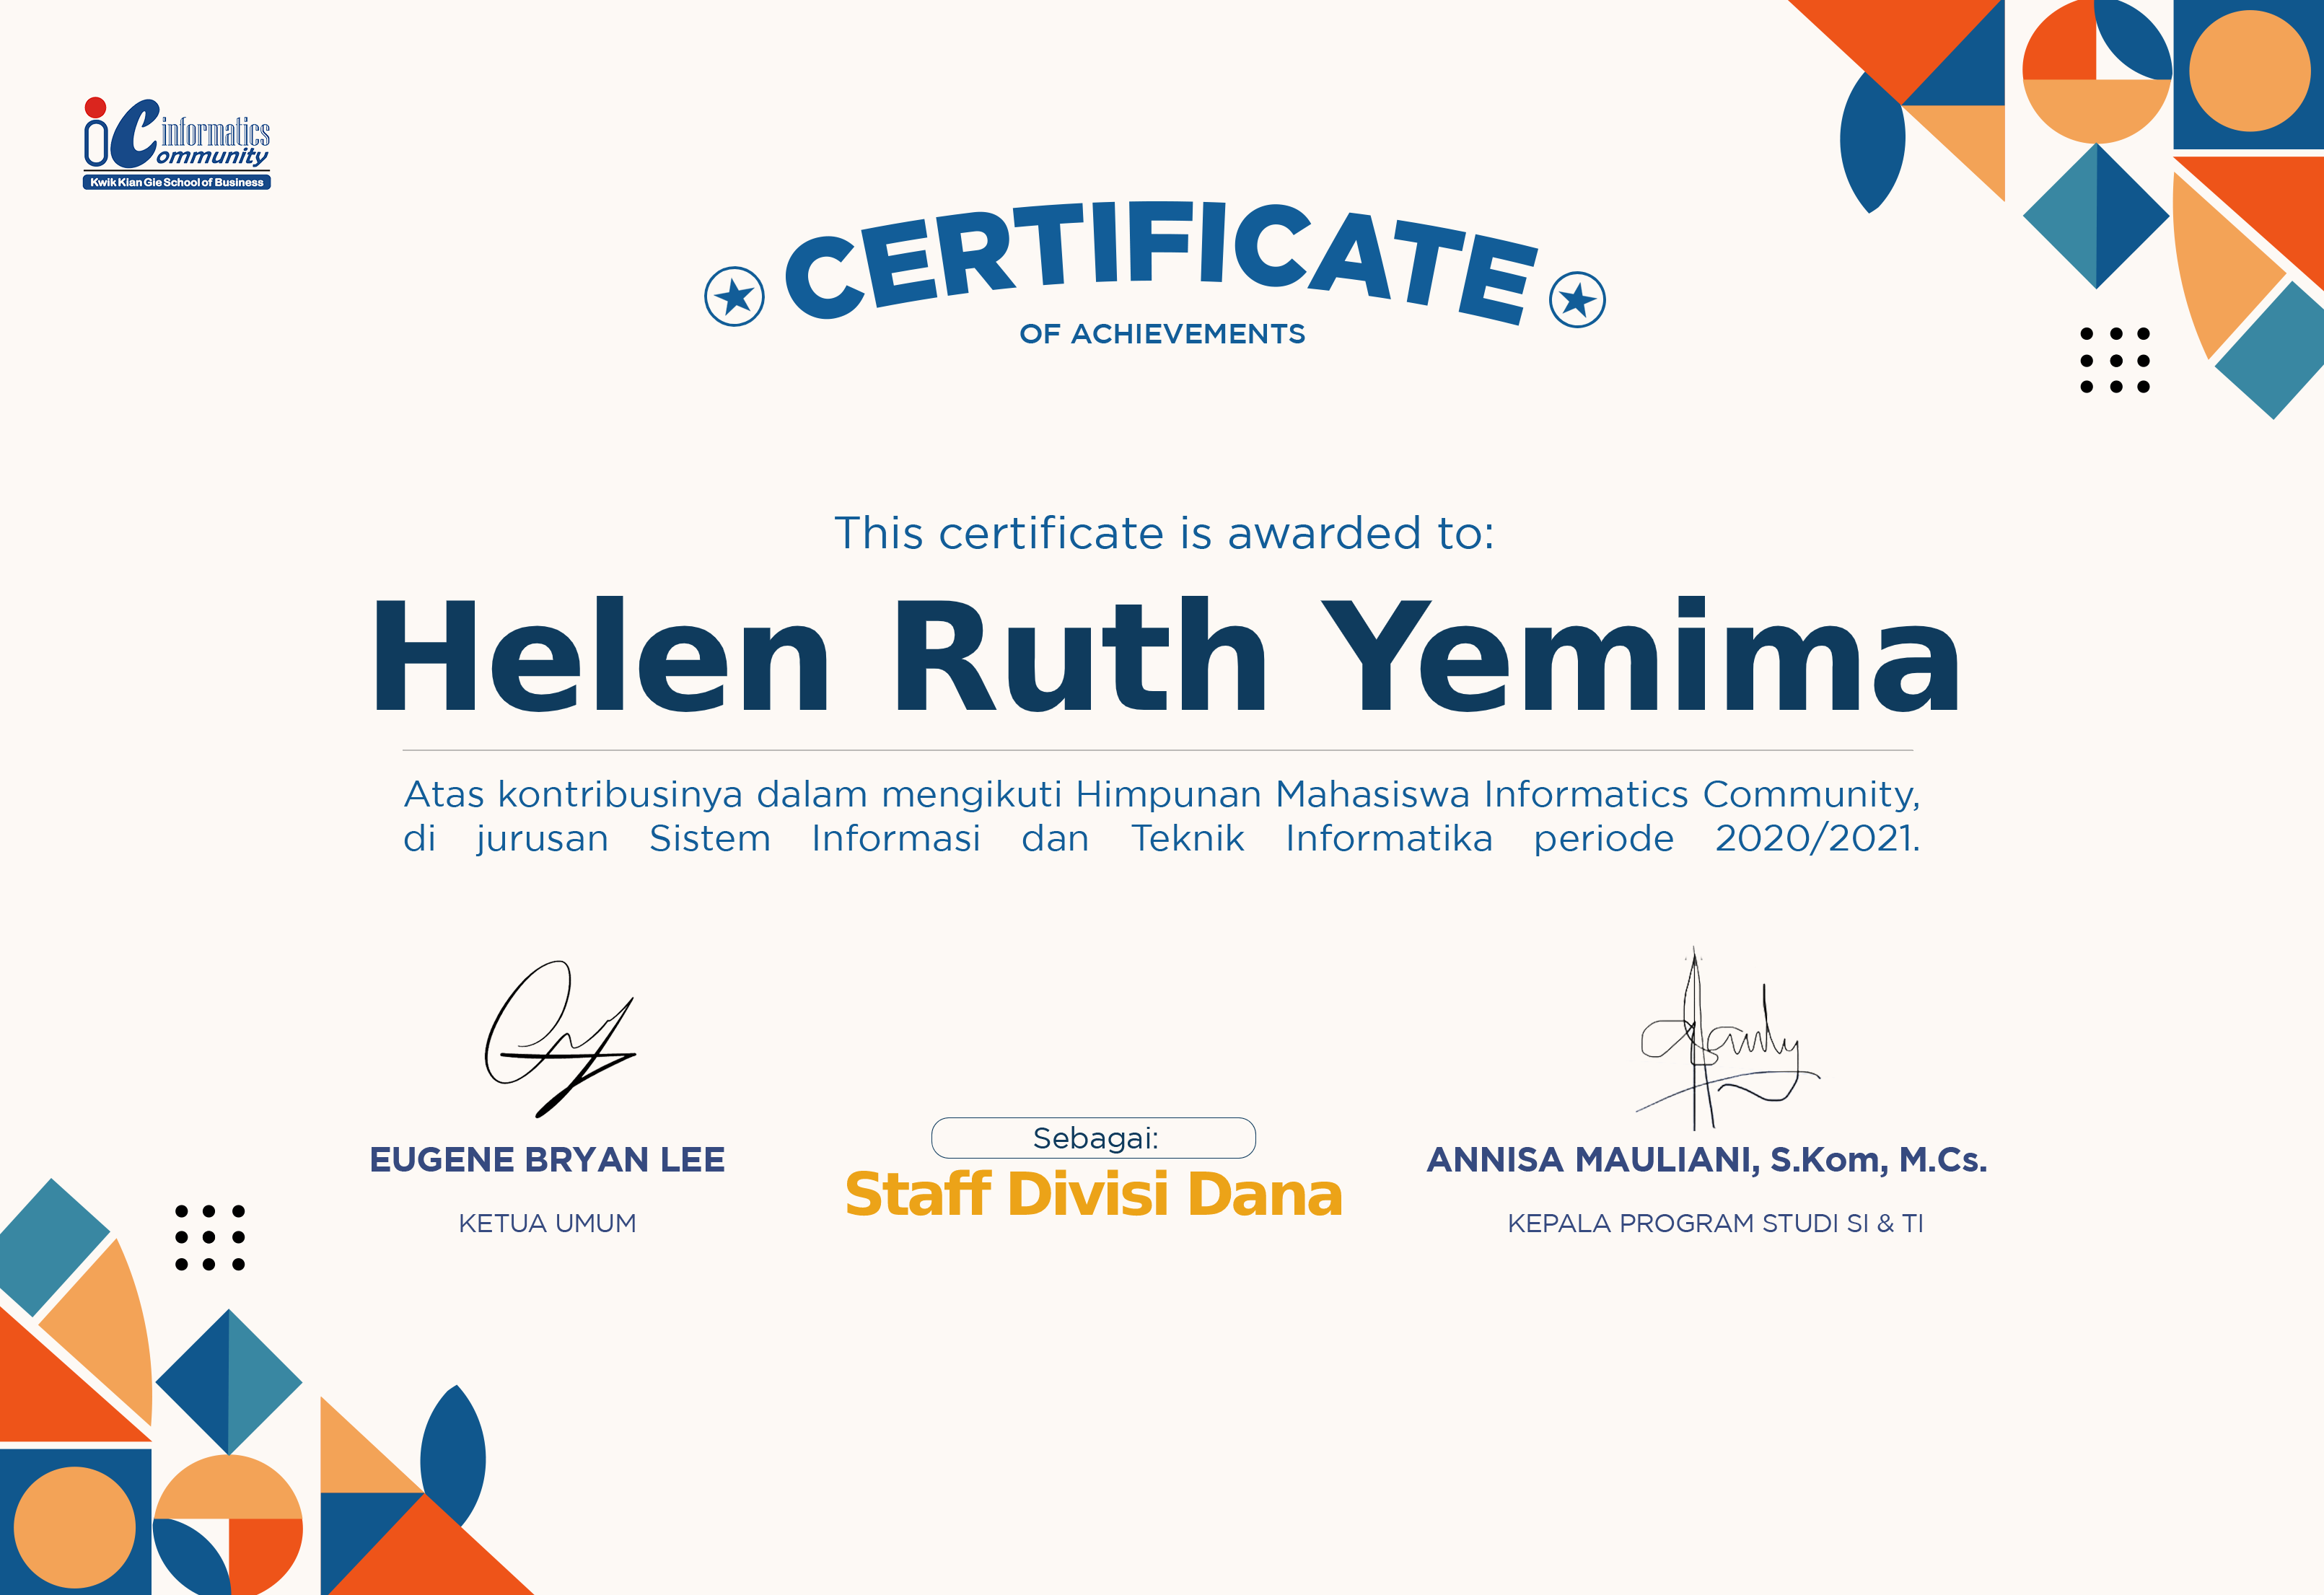 informatics
Community
Kwik Kian Gie School of Business
CERTIFICATE
OF ACHIEVEMENTS
This certificate is awarded to:
Helen Ruth Yemima
Atas kontribusinya dalam mengikuti Himpunan Mahasiswa Informatics Community,
di jurusan Sistem Informasi dan Teknik Informatika periode 2020/2021.
EUGENE BRYAN LEE
KETUA UMUM
Sebagai:
Staff Divisi Dana
ANNISA MAULIANI, S.Kom, M.Cs.
KEPALA PROGRAM STUDI SI & TI